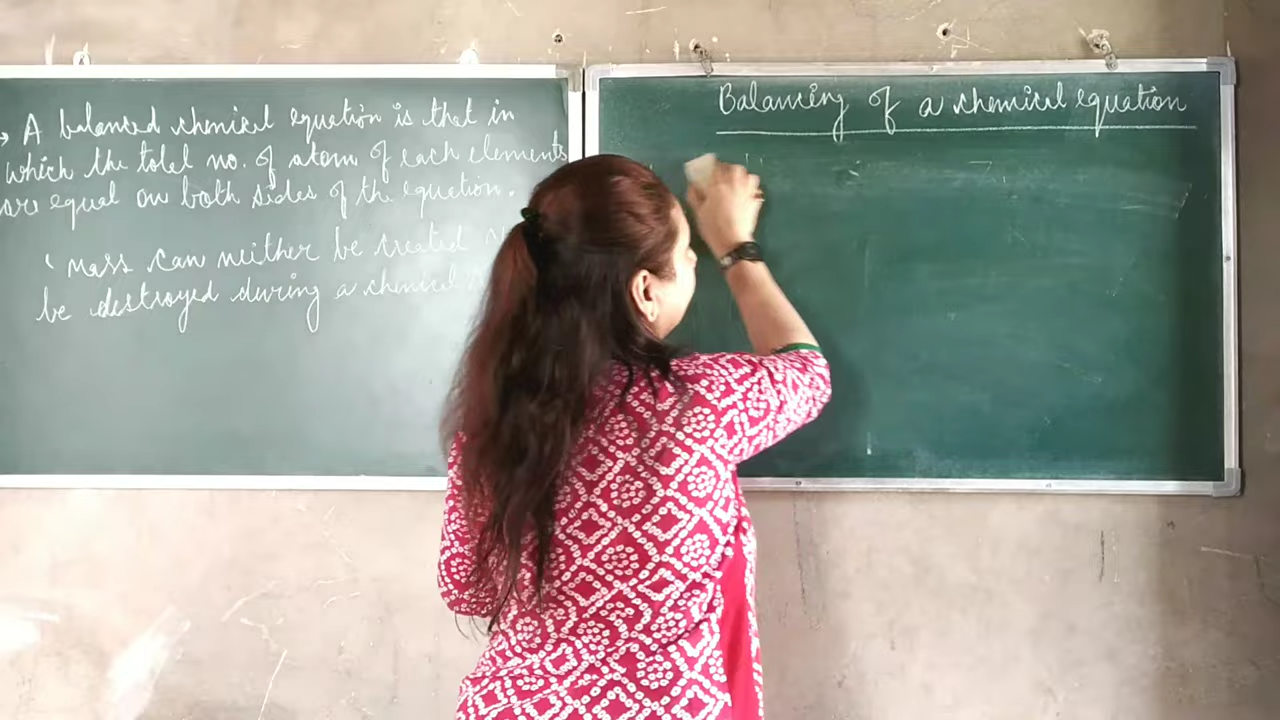 → A balanced chemical equation is that in
which the total no. of atom of each elements
are equal on both sides of the equation.
' Mass can neither be created
be destroyed during a chemical
Balancing of a chemical equation